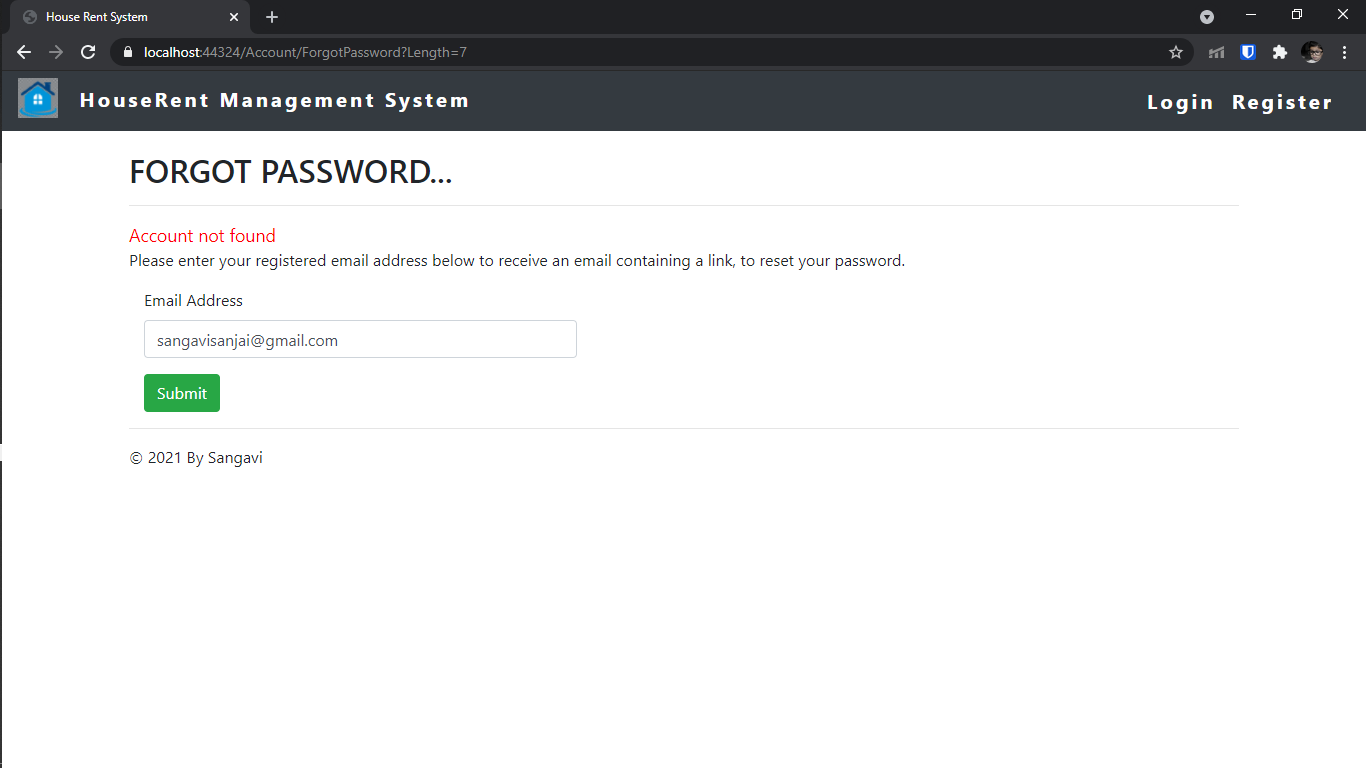 House Rent System
localhost:44324/Account/ForgotPassword?Length=7
HouseRent Management System
Login Register
FORGOT PASSWORD...
Account not found
Please enter your registered email address below to receive an email containing a link, to reset your password.
Email Address
sangavisanjai@gmail.com
Submit
© 2021 By Sangavi